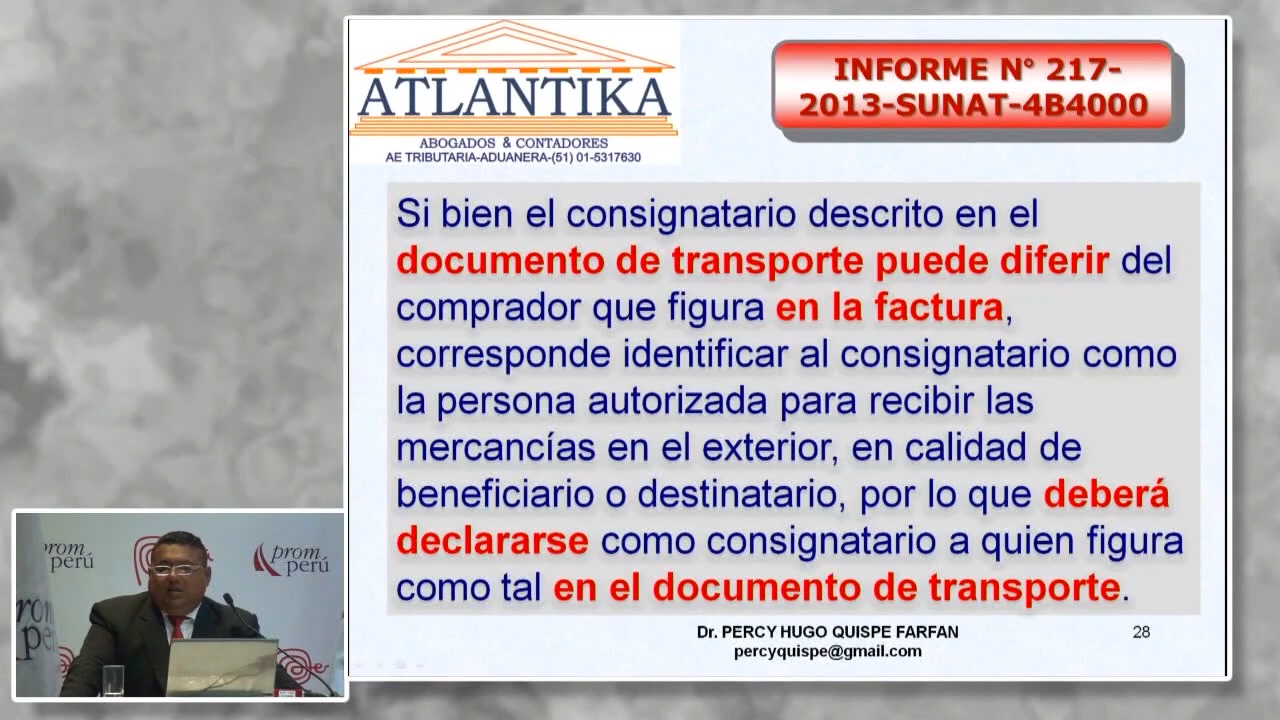 ATLANTIKA
ABOGADOS & CONTADORES
AE TRIBUTARIA-ADUANERA-(51) 01-5317630
INFORME N° 217-
2013-SUNAT-4B4000
Si bien el consignatario descrito en el
documento de transporte puede diferir del
comprador que figura en la factura,
corresponde identificar al consignatario como
la persona autorizada para recibir las
mercancías en el exterior, en calidad de
beneficiario o destinatario, por lo que deberá
declararse como consignatario a quien figura
como tal en el documento de transporte.
Dr. PERCY HUGO QUISPE FARFAN
percyquispe@gmail.com
28
prom
perú
prom
perú